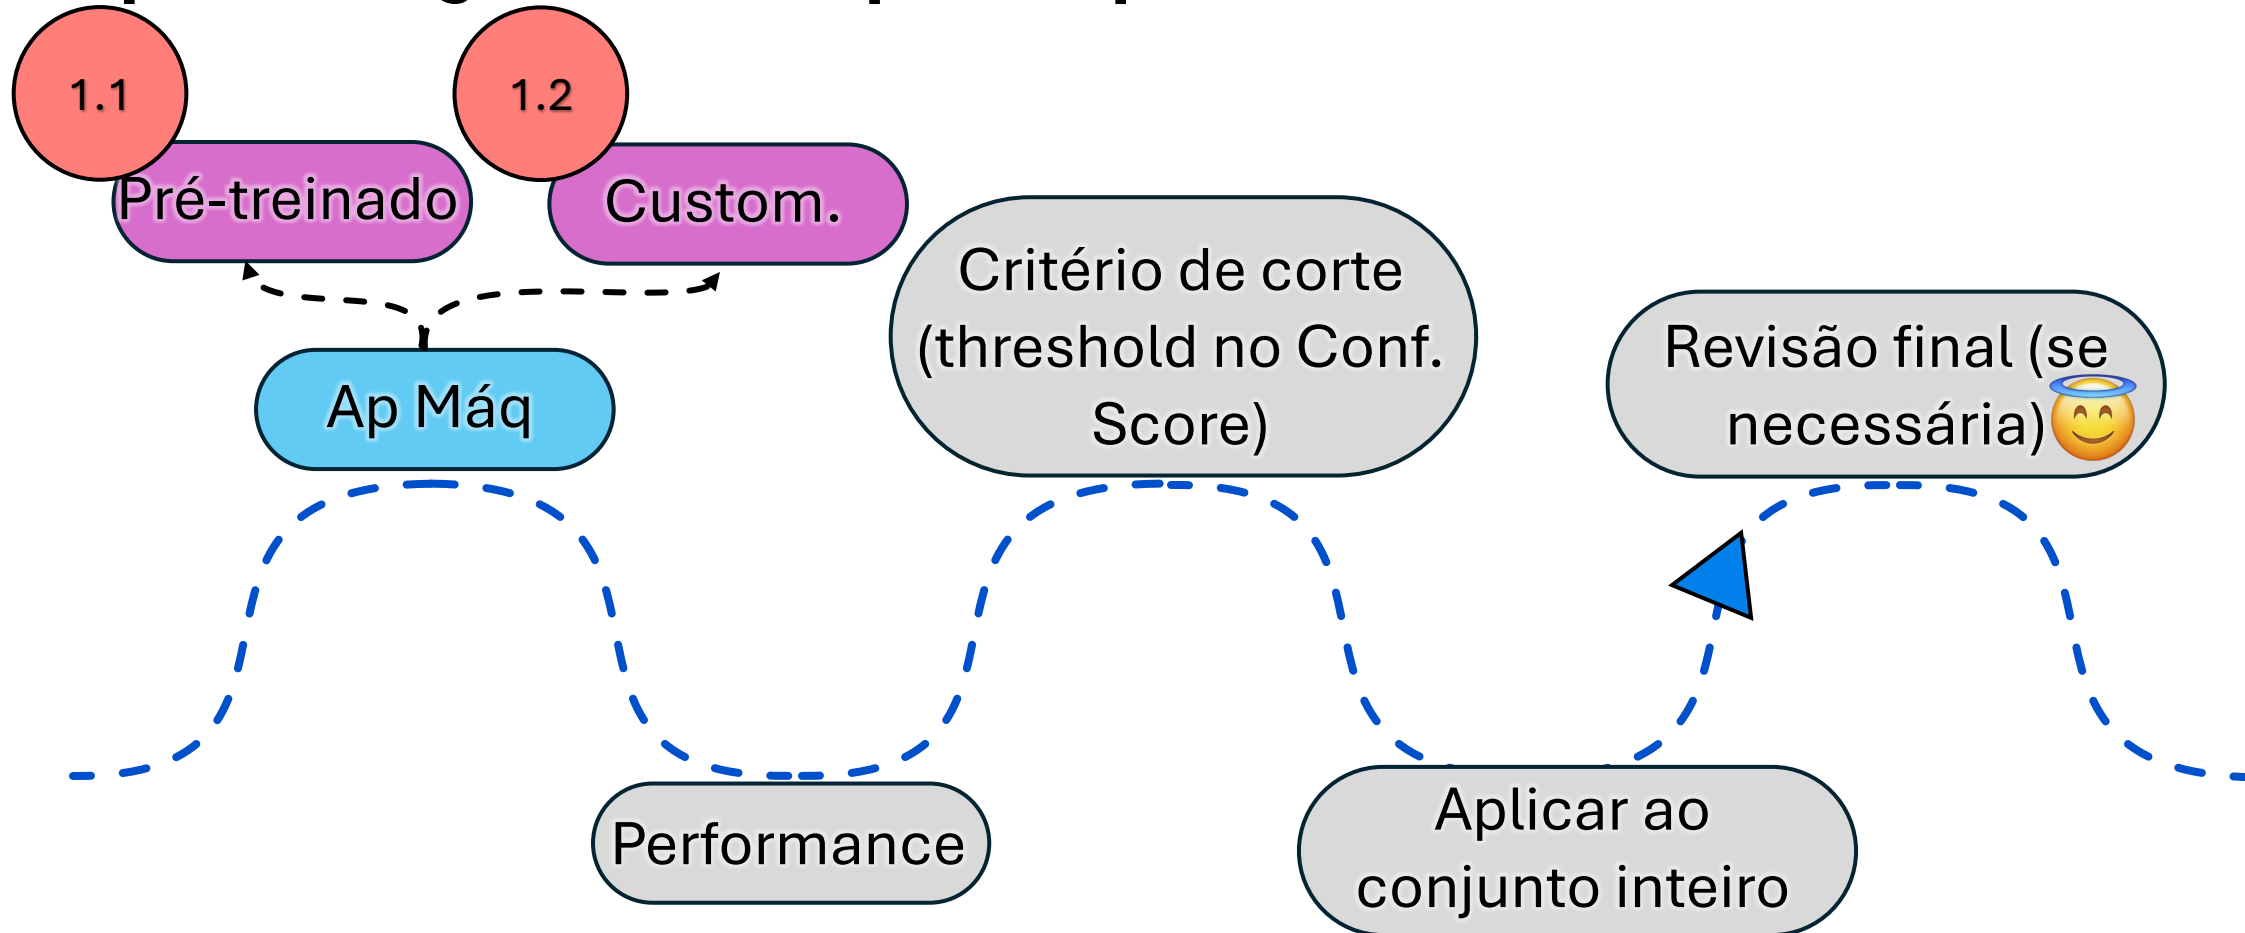 1.1
1.2
Pré-treinado
Custom.
Ap Máq
Critério de corte
(threshold no Conf.
Score)
Revisão final (se
necessária)
Performance
Aplicar ao
conjunto inteiro